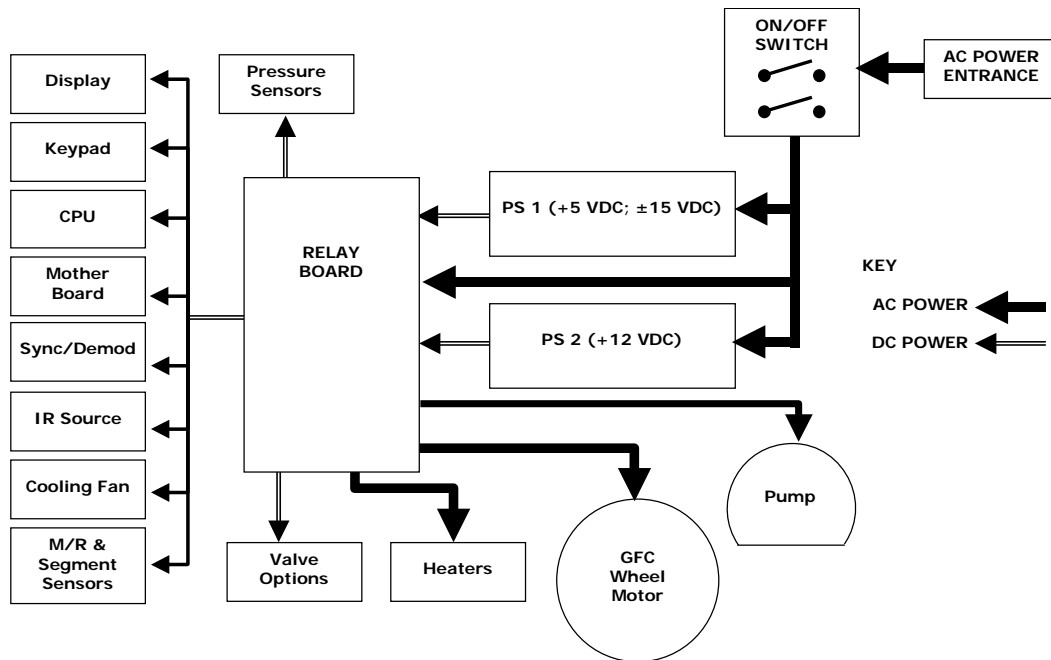 ON/OFF
SWITCH
AC POWER
ENTRANCE
Display
Keypad
CPU
Mother
Board
Sync/Demod
IR Source
Cooling Fan
M/R &
Segment
Sensors
Pressure
Sensors
RELAY
BOARD
PS 1 (+5 VDC; ±15 VDC)
PS 2 (+12 VDC)
KEY
AC POWER
DC POWER
Valve
Options
Heaters
GFC
Wheel
Motor
Pump